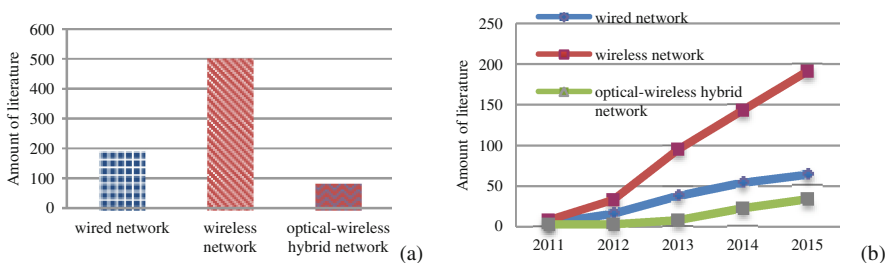 600
500
400
300
200
100
0
Amount of literature
wired network
wireless
network
optical-wireless
hybrid network
(a)
250
200
150
100
50
0
Amount of literature
wired network
wireless network
optical-wireless hybrid
network
2011
2012
2013
2014
2015
(b)